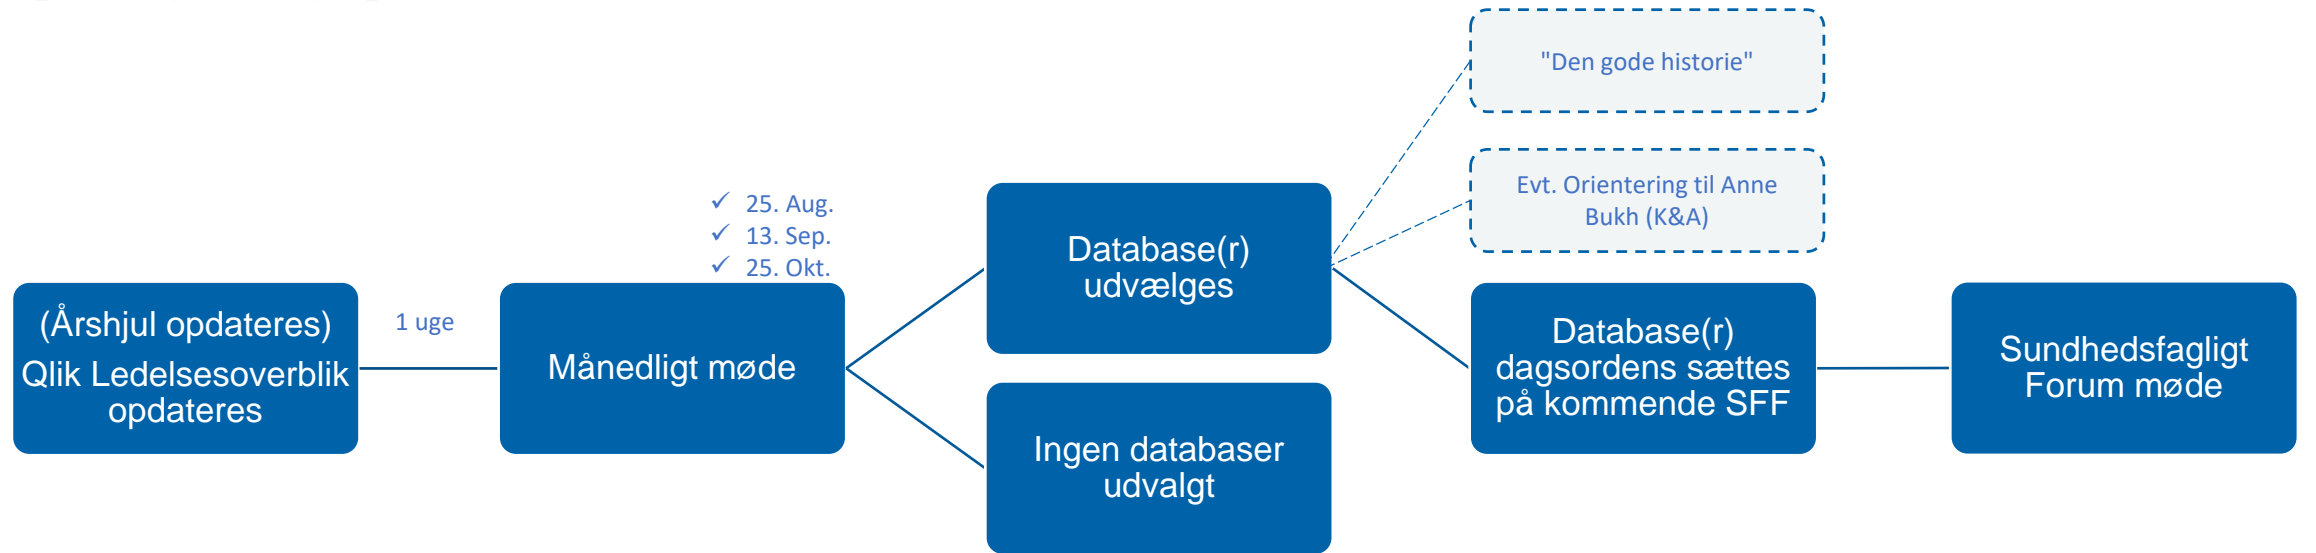 (Årshjul opdateres)
Qlik Ledelsesoverblik
opdateres
1 uge
✓ 25. Aug.
✓ 13. Sep.
✓ 25. Okt.
Månedligt møde
Database(r)
udvælges
Ingen databaser
udvalgt
"Den gode historie"
Evt. Orientering til Anne
Bukh (K&A)
Database(r)
dagsordens sættes
på kommende SFF
Sundhedsfagligt
Forum møde